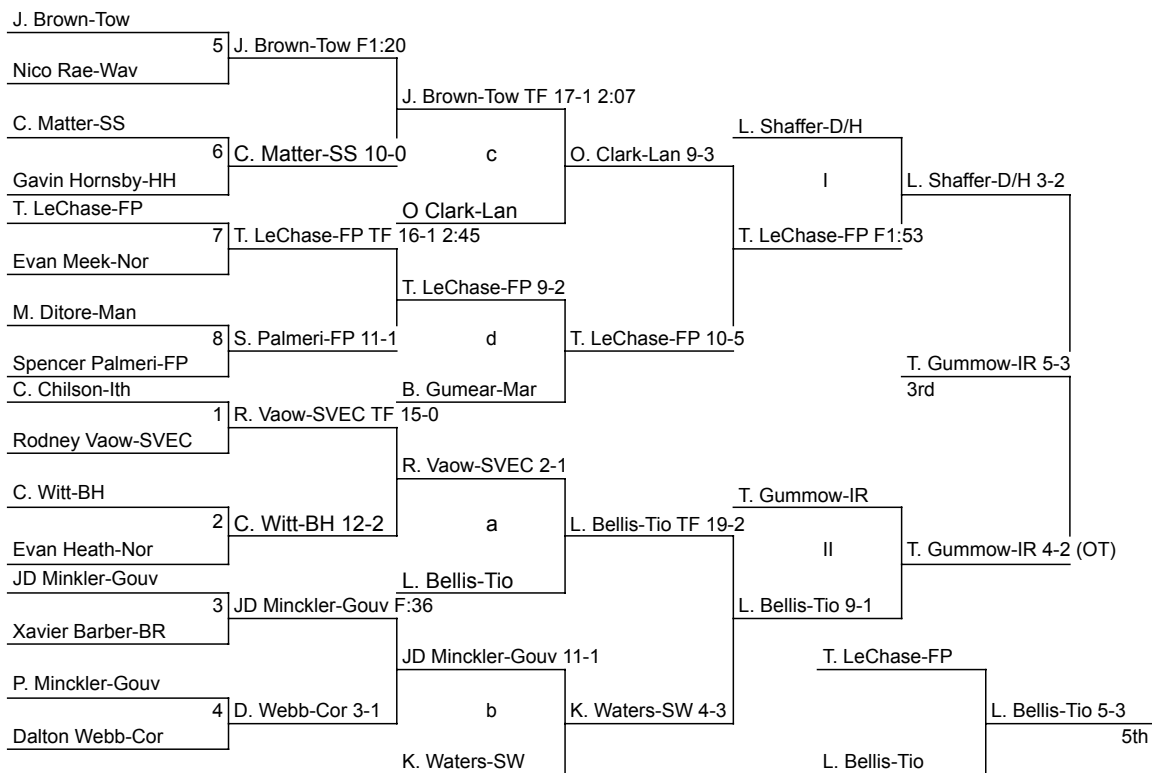 J. Brown-Tow
5 J. Brown-Tow F1:20
Nico Rae-Wav
J. Brown-Tow TF 17-1 2:07
C. Matter-SS
L. Shaffer-D/H
6 C. Matter-SS 10-0
c
O. Clark-Lan 9-3
Gavin Hornsby-HH
I
L. Shaffer-D/H 3-2
T. LeChase-FP
O Clark-Lan
7 T. LeChase-FP TF 16-1 2:45
T. LeChase-FP F1:53
Evan Meek-Nor
T. LeChase-FP 9-2
M. Ditore-Man
8 S. Palmeri-FP 11-1
d
T. LeChase-FP 10-5
Spencer Palmeri-FP
T. Gummow-IR 5-3
C. Chilson-Ith
B. Gumear-Mar
3rd
1 R. Vaow-SVEC TF 15-0
Rodney Vaow-SVEC
R. Vaow-SVEC 2-1
C. Witt-BH
T. Gummow-IR
2 C. Witt-BH 12-2
a
L. Bellis-Tio TF 19-2
Evan Heath-Nor
II
T. Gummow-IR 4-2 (OT)
JD Minkler-Gouv
L. Bellis-Tio
3 JD Minckler-Gouv F:36
L. Bellis-Tio 9-1
Xavier Barber-BR
JD Minckler-Gouv 11-1
T. LeChase-FP
P. Minckler-Gouv
4 D. Webb-Cor 3-1
b
K. Waters-SW 4-3
L. Bellis-Tio 5-3
Dalton Webb-Cor
5th
K. Waters-SW
L. Bellis-Tio